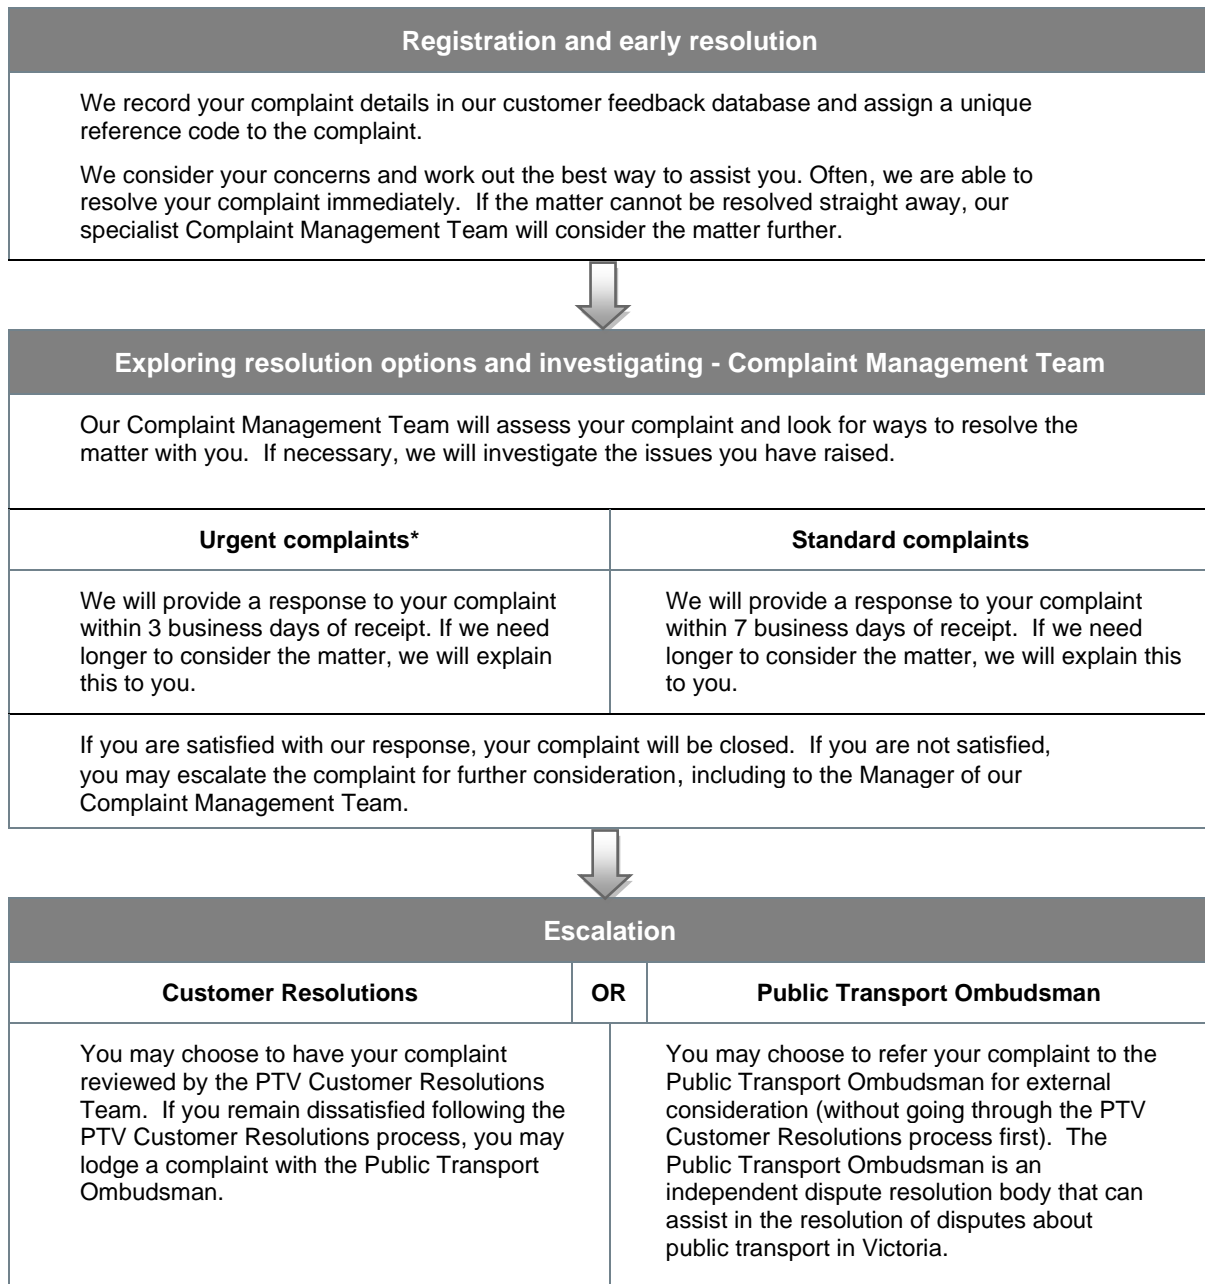 Registration and early resolution
We record your complaint details in our customer feedback database and assign a unique
reference code to the complaint.
We consider your concerns and work out the best way to assist you. Often, we are able to
resolve your complaint immediately.  If the matter cannot be resolved straight away, our
specialist Complaint Management Team will consider the matter further.
Exploring resolution options and investigating - Complaint Management Team
Our Complaint Management Team will assess your complaint and look for ways to resolve the
matter with you.  If necessary, we will investigate the issues you have raised.
Urgent complaints*
We will provide a response to your complaint
within 3 business days of receipt. If we need
longer to consider the matter, we will explain
this to you.
Standard complaints
We will provide a response to your complaint
within 7 business days of receipt.  If we need
longer to consider the matter, we will explain this
to you.
If you are satisfied with our response, your complaint will be closed.  If you are not satisfied,
you may escalate the complaint for further consideration, including to the Manager of our
Complaint Management Team.
Escalation
Customer Resolutions
OR
Public Transport Ombudsman
You may choose to have your complaint
reviewed by the PTV Customer Resolutions
Team.  If you remain dissatisfied following the
PTV Customer Resolutions process, you may
lodge a complaint with the Public Transport
Ombudsman.
You may choose to refer your complaint to the
Public Transport Ombudsman for external
consideration (without going through the PTV
Customer Resolutions process first).  The
Public Transport Ombudsman is an
independent dispute resolution body that can
assist in the resolution of disputes about
public transport in Victoria.